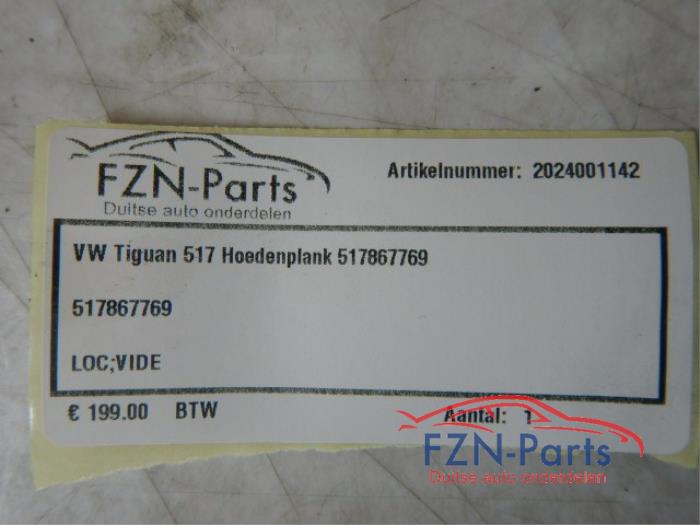 FZN-Parts
Duitse auto onderdelen
Artikelnummer: 2024001142
VW Tiguan 517 Hoedenplank 517867769
517867769
LOC;VIDE
€ 199.00 BTW
Aantal: 1
FZN-Parts
Duitse auto onderdelen